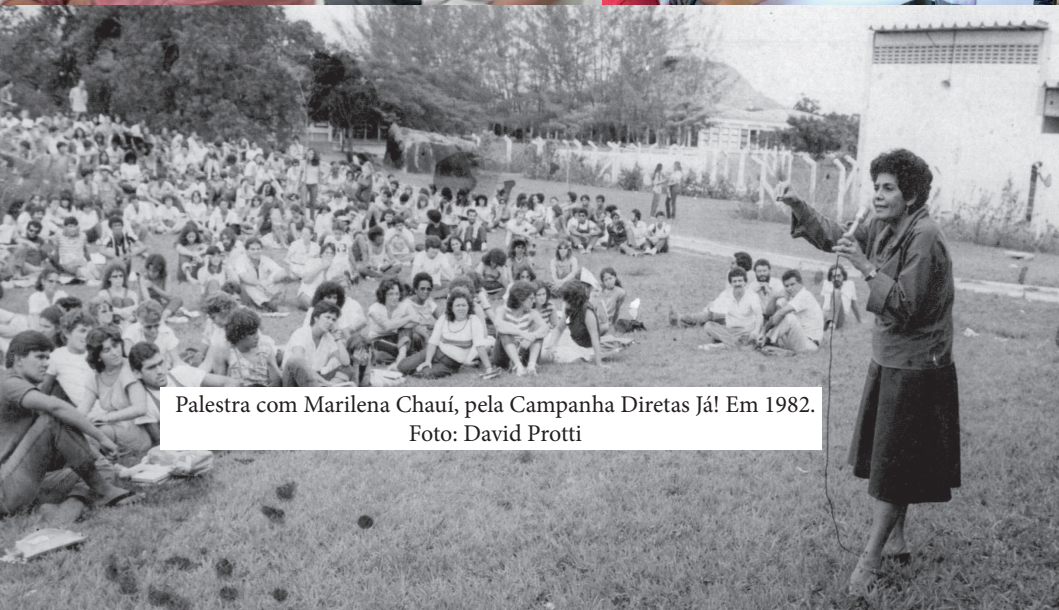 Palestra com Marilena Chauí, pela Campanha Diretas Já! Em 1982.
Foto: David Protti